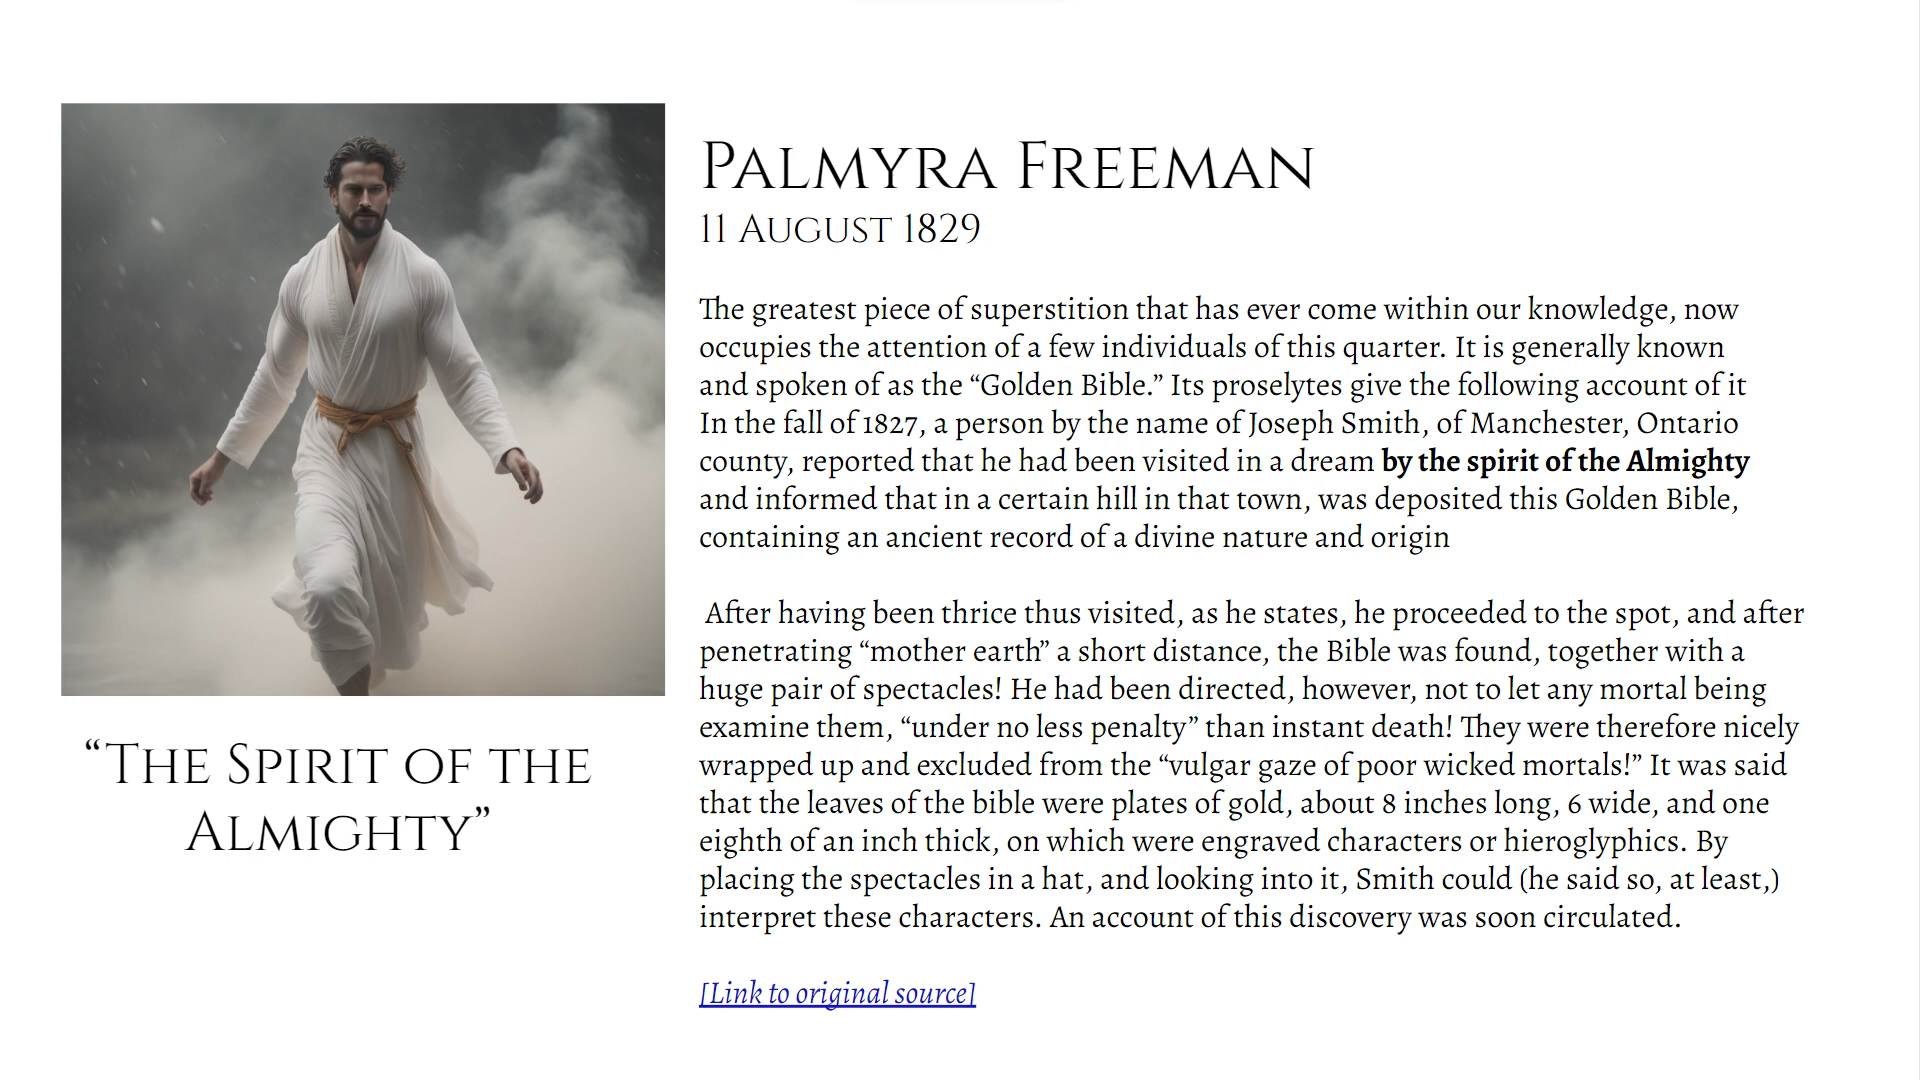 Palmyra Freeman
11 August 1829
The greatest piece of superstition that has ever come within our knowledge, now
occupies the attention of a few individuals of this quarter. It is generally known
and spoken of as the “Golden Bible.” Its proselytes give the following account of it
In the fall of 1827, a person by the name of Joseph Smith, of Manchester, Ontario
county, reported that he had been visited in a dream by the spirit of the Almighty
and informed that in a certain hill in that town, was deposited this Golden Bible,
containing an ancient record of a divine nature and origin
After having been thrice thus visited, as he states, he proceeded to the spot, and after
penetrating “mother earth” a short distance, the Bible was found, together with a
huge pair of spectacles! He had been directed, however, not to let any mortal being
examine them, “under no less penalty” than instant death! They were therefore nicely
wrapped up and excluded from the “vulgar gaze of poor wicked mortals!” It was said
that the leaves of the bible were plates of gold, about 8 inches long, 6 wide, and one
eighth of an inch thick, on which were engraved characters or hieroglyphics. By
placing the spectacles in a hat, and looking into it, Smith could (he said so, at least,)
interpret these characters. An account of this discovery was soon circulated.
[Link to original source]
“The Spirit of the
Almighty”